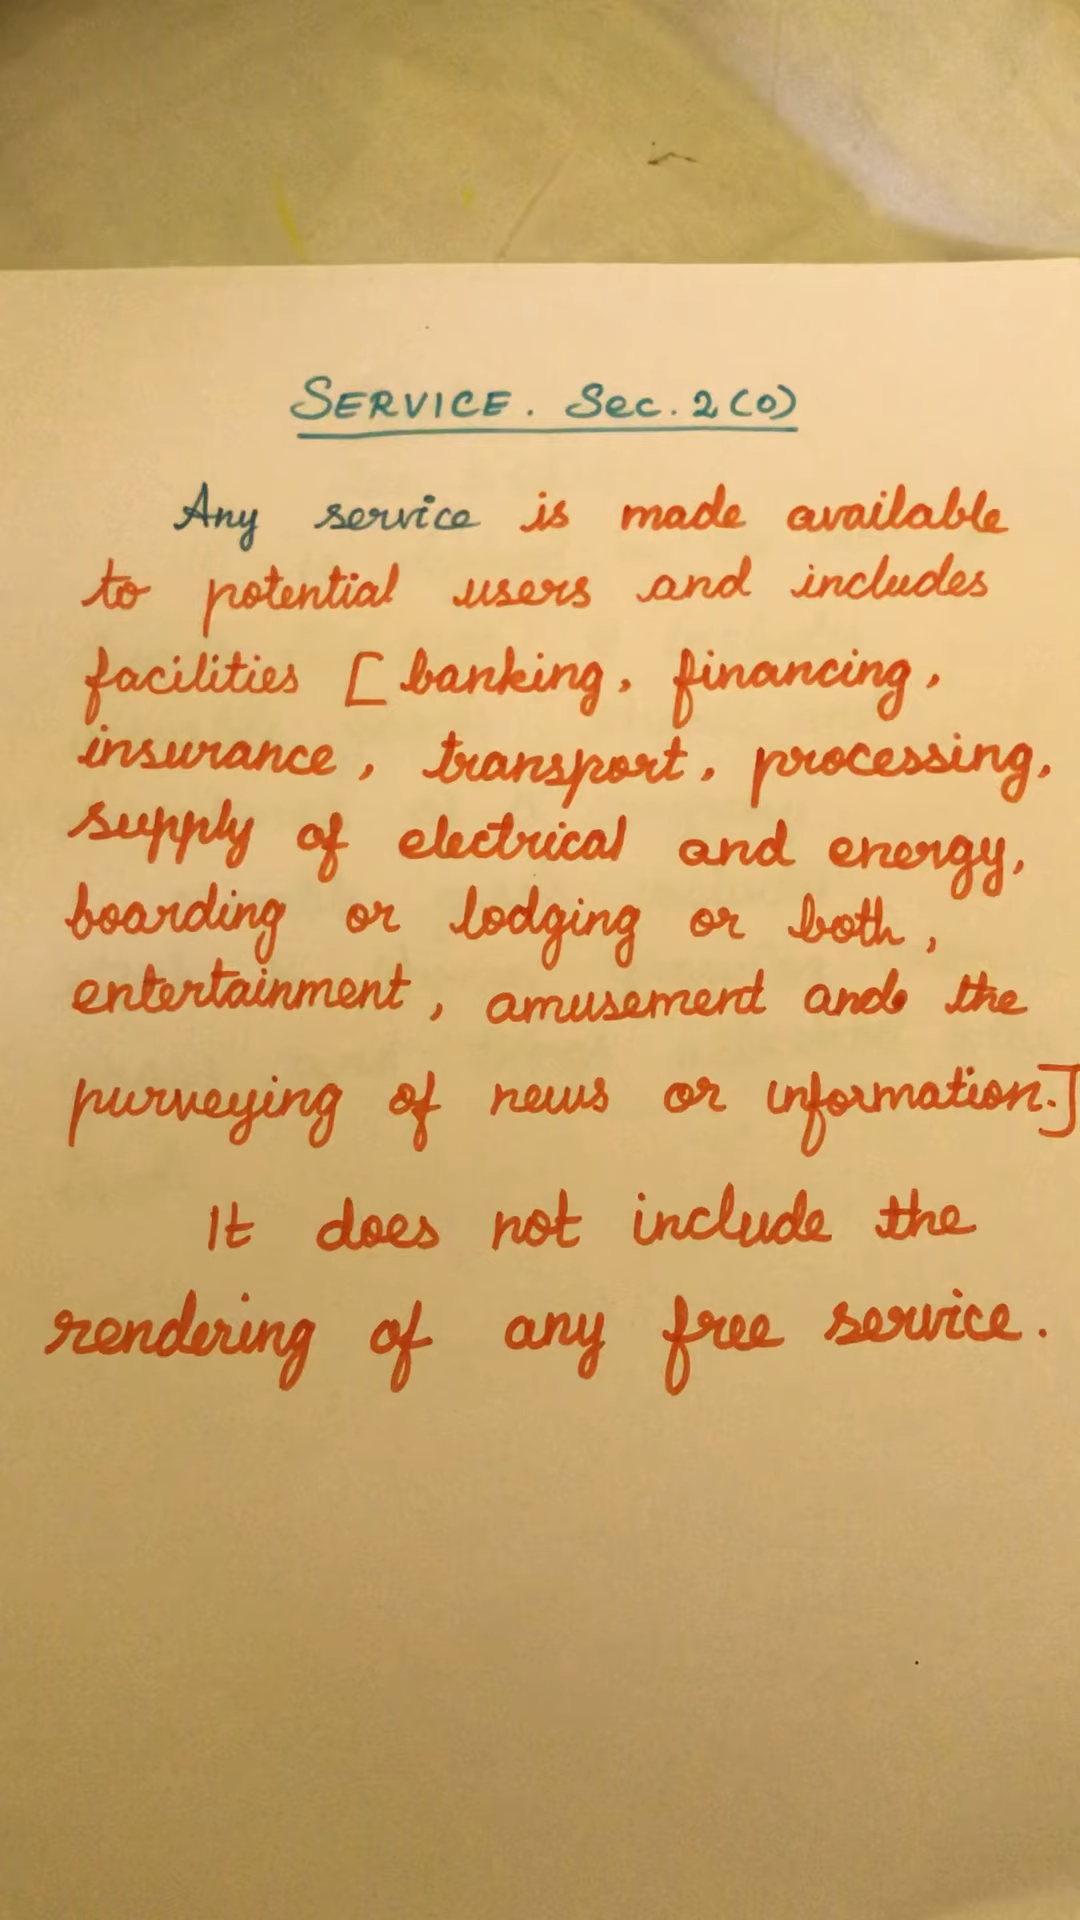 SERVICE. Sec. 2(0)
Any service is made available
to potential users and includes
facilities [banking, financing,
insurance, transport, processing,
supply of electrical and energy,
boarding or lodging or both,
entertainment, amusement and the
purveying of news or information.]
It does not include the
rendering of any free service.